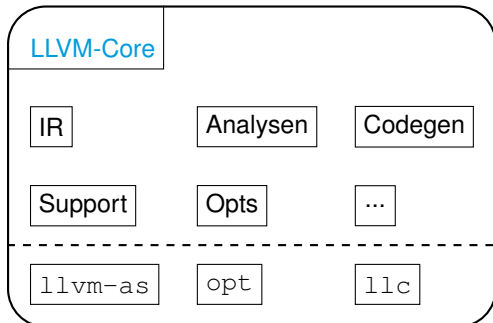 LLVM-Core
IR Analysen Codegen
Support Opts ...
llvm-as opt llc